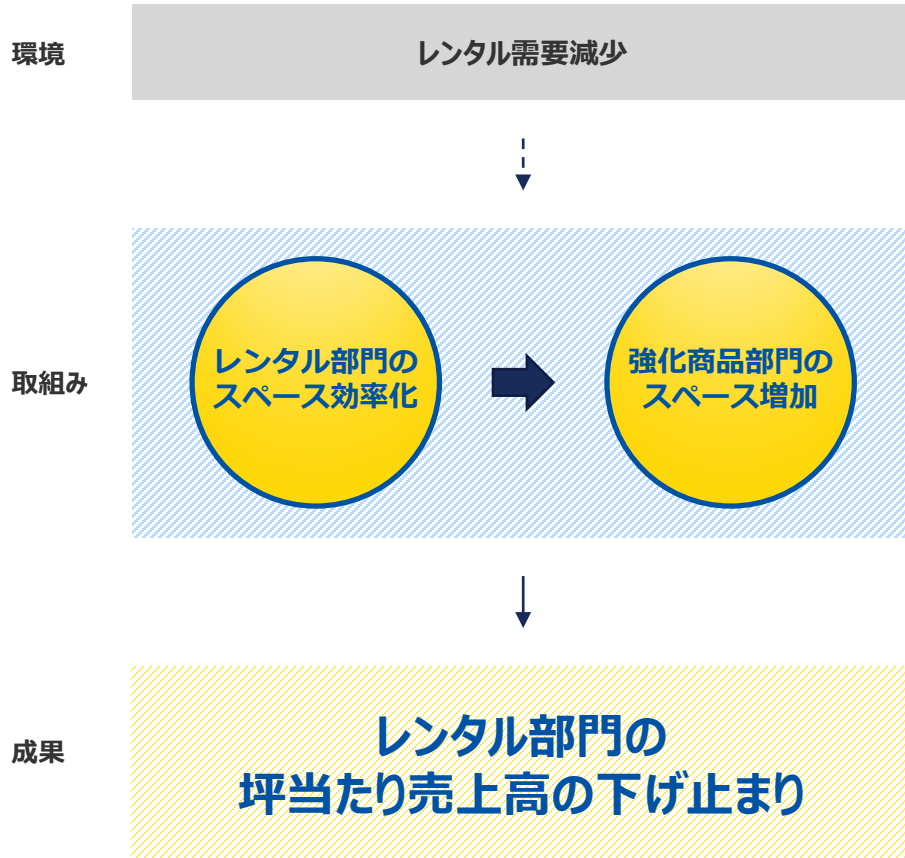 環境
レンタル需要減少
取組み
レンタル部門の
スペース効率化
強化商品部門の
スペース増加
成果
レンタル部門の
坪当たり売上高の下げ止まり